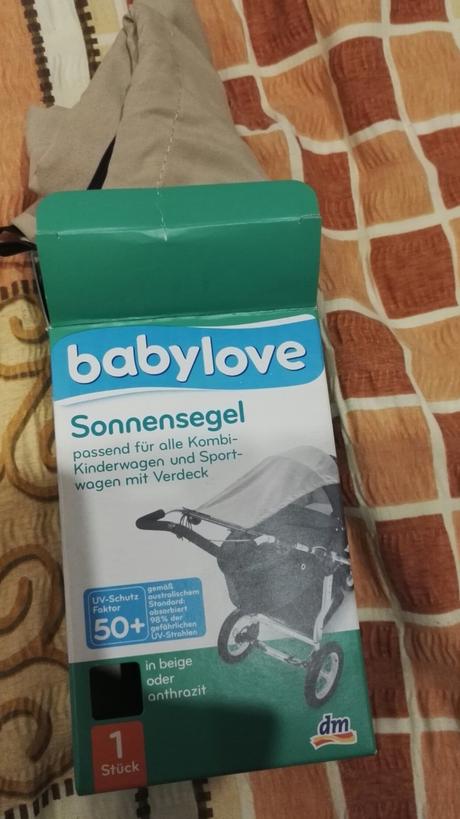 babylove
Sonnensegel
passend für alle Kombi-
Kinderwagen und Sport-
wagen mit Verdeck
UV-Schutz
Faktor
50+
gemäß
australischem
Standard:
absorbiert
98% der
gefährlichen
UV-Strahlen
in beige
oder
anthrazit
1
Stück
dm